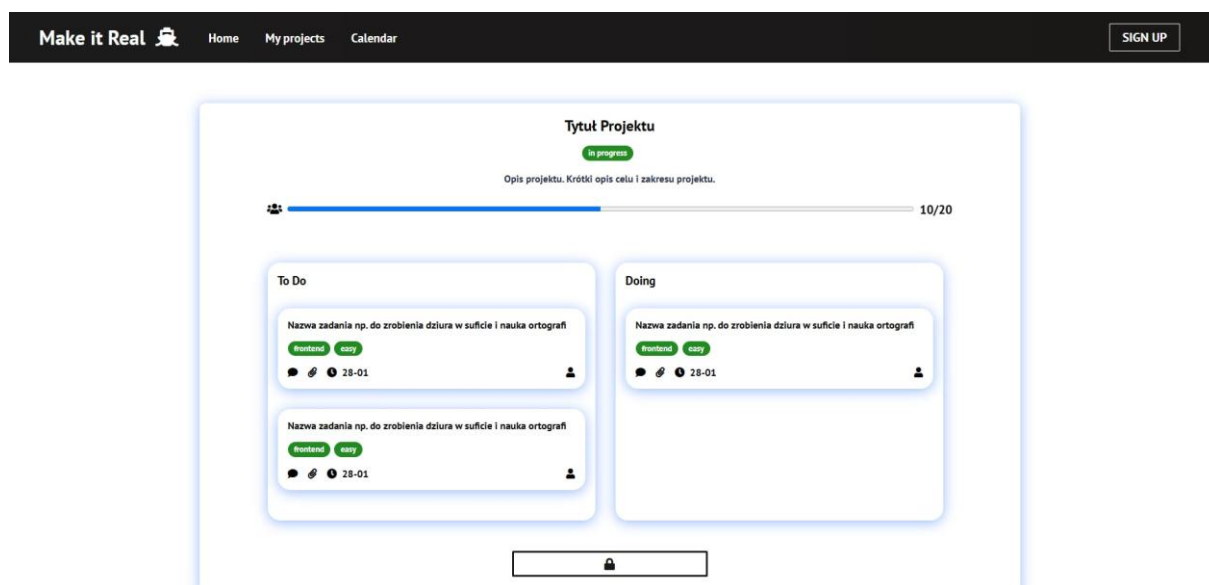 Make it Real Home My projects Calendar SIGN UP
Tytuł Projektu
in progress
Opis projektu. Krótki opis celu i zakresu projektu.
10/20
To Do
Nazwa zadania np. do zrobienia dziura w suficie i nauka ortografi
frontend easy
28-01
Nazwa zadania np. do zrobienia dziura w suficie i nauka ortografi
frontend easy
28-01
Doing
Nazwa zadania np. do zrobienia dziura w suficie i nauka ortografi
frontend easy
28-01